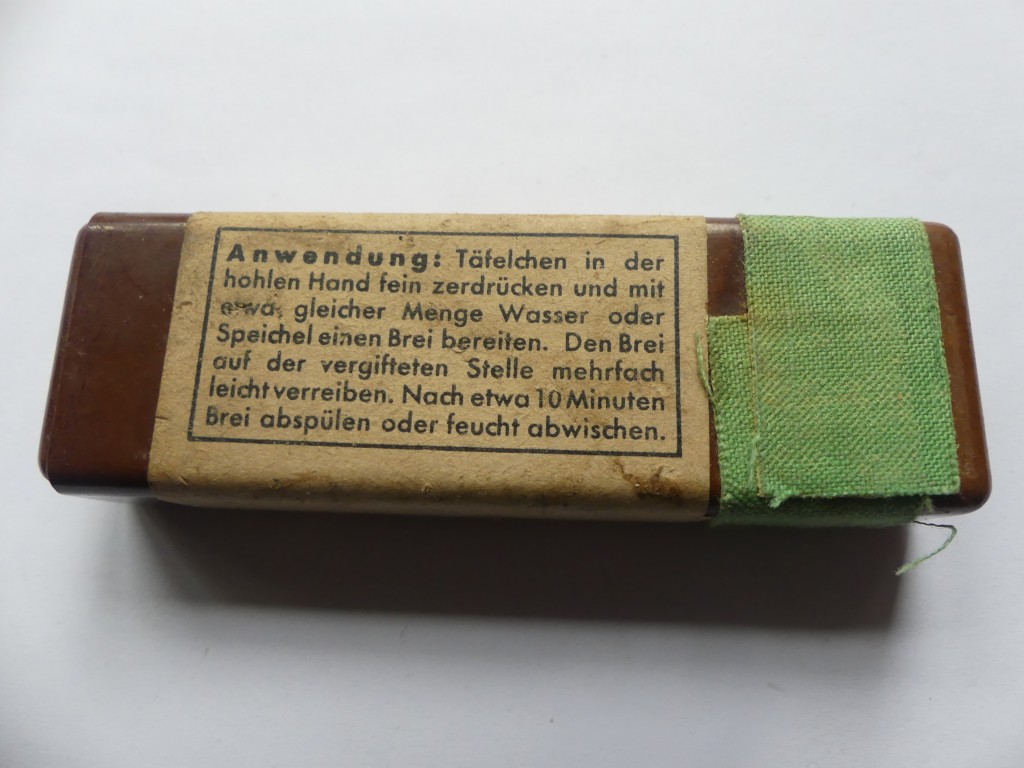 Anwendung: Täfelchen in der
hohlen Hand fein zerdrücken und mit
etwa gleicher Menge Wasser oder
Speichel einen Brei bereiten. Den Brei
auf der vergifteten Stelle mehrfach
leicht verreiben. Nach etwa 10 Minuten
Brei abspülen oder feucht abwischen.